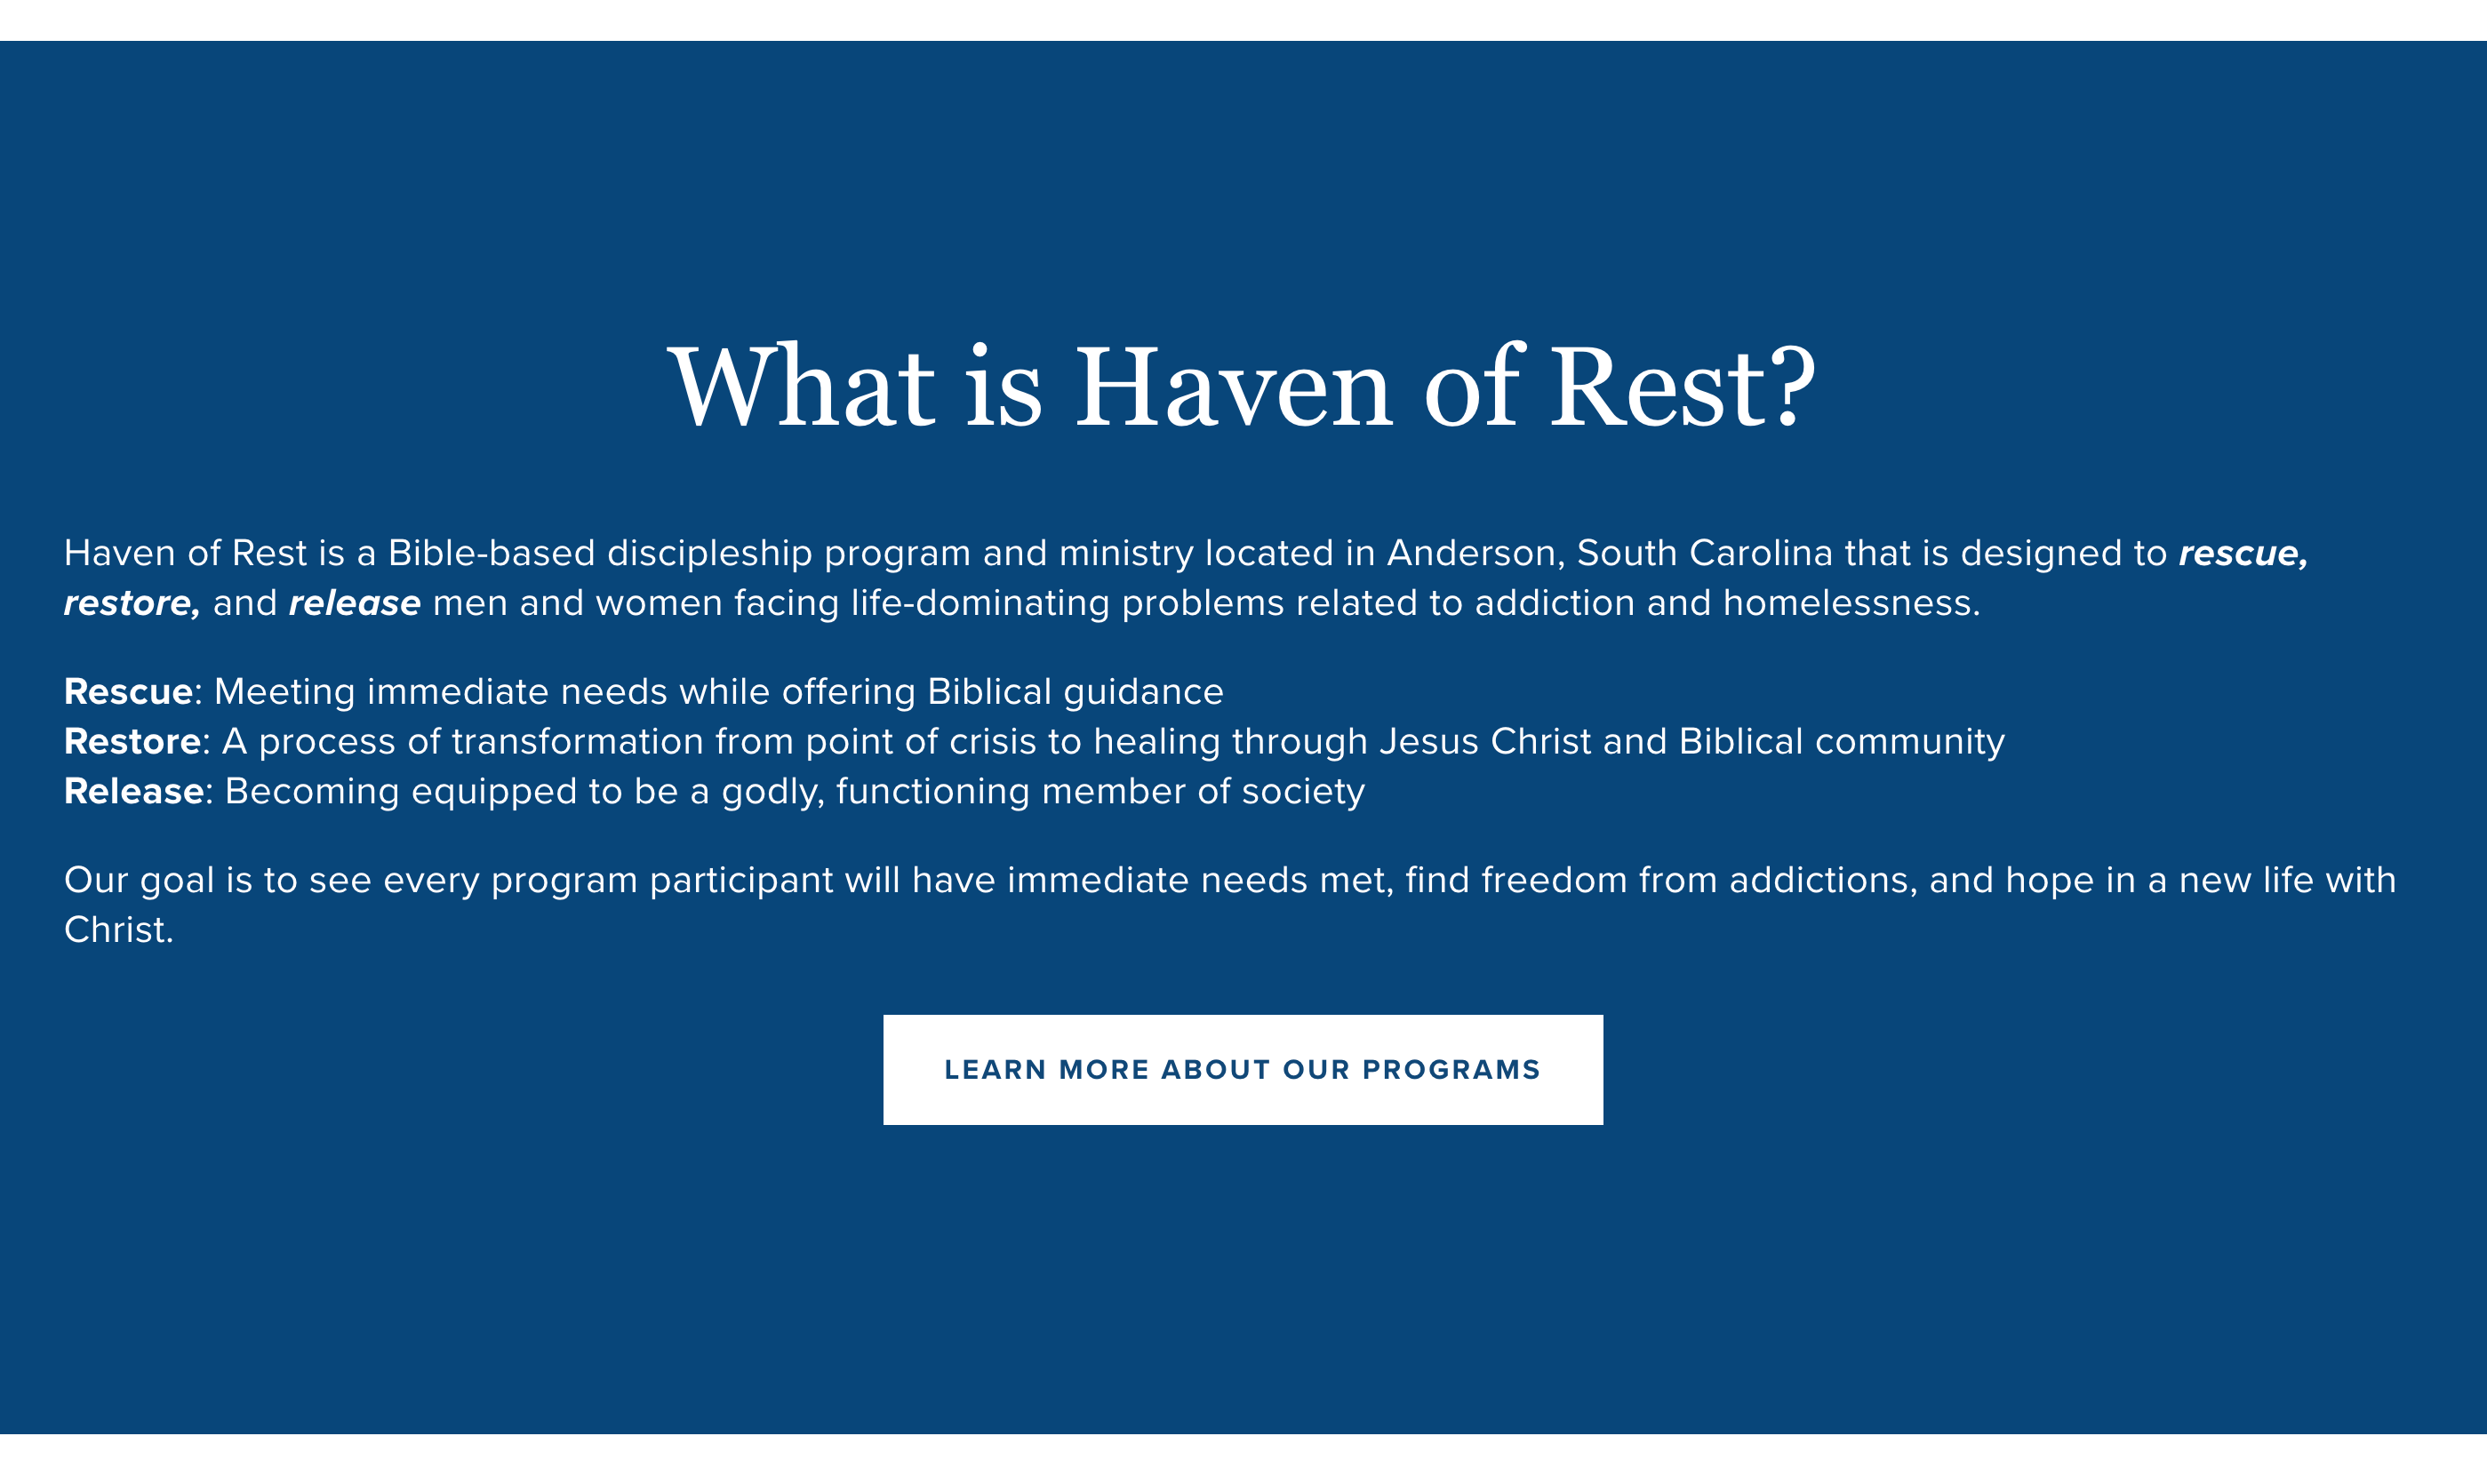 What is Haven of Rest?
Haven of Rest is a Bible-based discipleship program and ministry located in Anderson, South Carolina that is designed to rescue,
restore, and release men and women facing life-dominating problems related to addiction and homelessness.
Rescue: Meeting immediate needs while offering Biblical guidance
Restore: A process of transformation from point of crisis to healing through Jesus Christ and Biblical community
Release: Becoming equipped to be a godly, functioning member of society
Our goal is to see every program participant will have immediate needs met, find freedom from addictions, and hope in a new life with
Christ.
LEARN MORE ABOUT OUR PROGRAMS